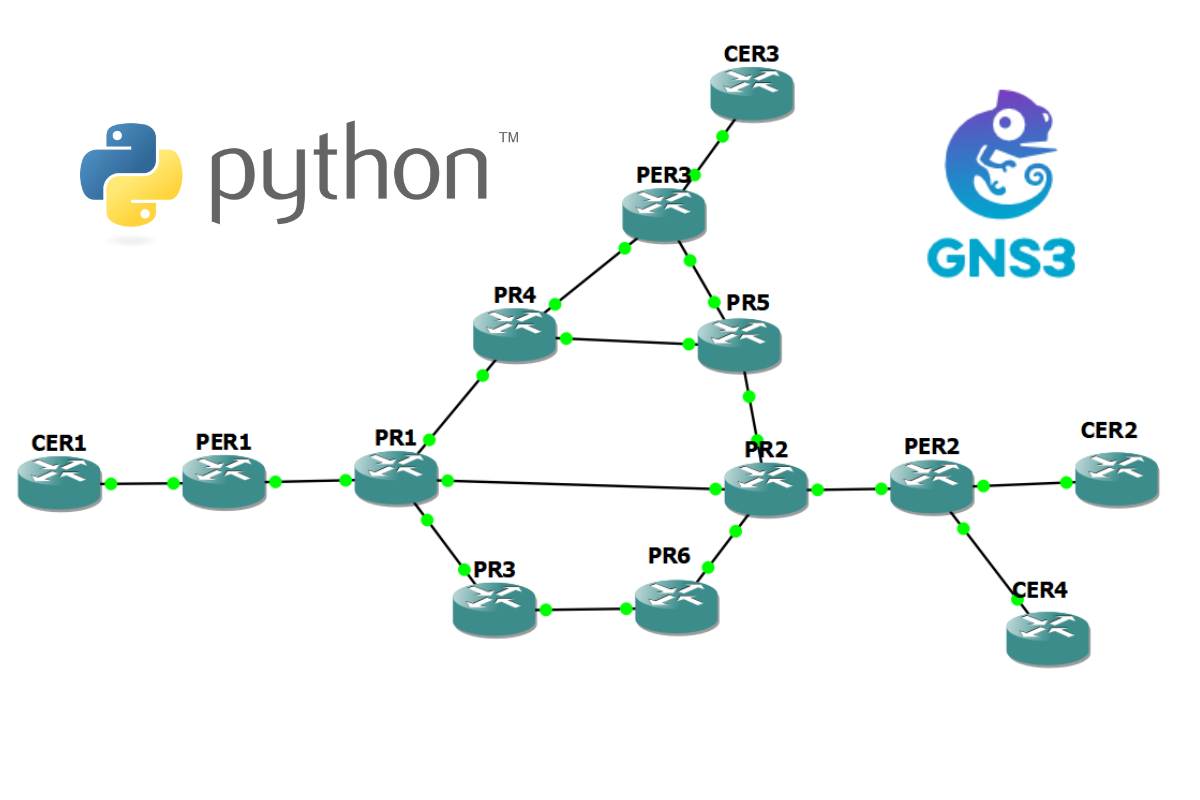 CER3
python™
PER3
GNS3
PR4
PR5
CER1
PER1
PR1
PR2
PER2
CER2
PR3
PR6
CER4